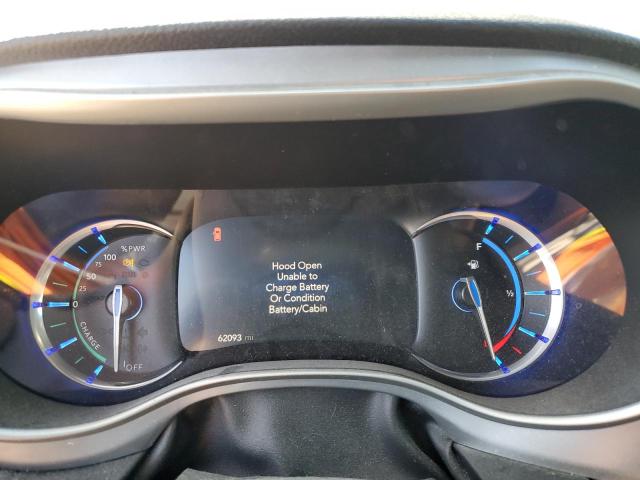 %PWR
100
75
50
0
CHARGE
OFF
Hood Open
Unable to
Charge Battery
Or Condition
Battery/Cabin
62093 mi
F
½